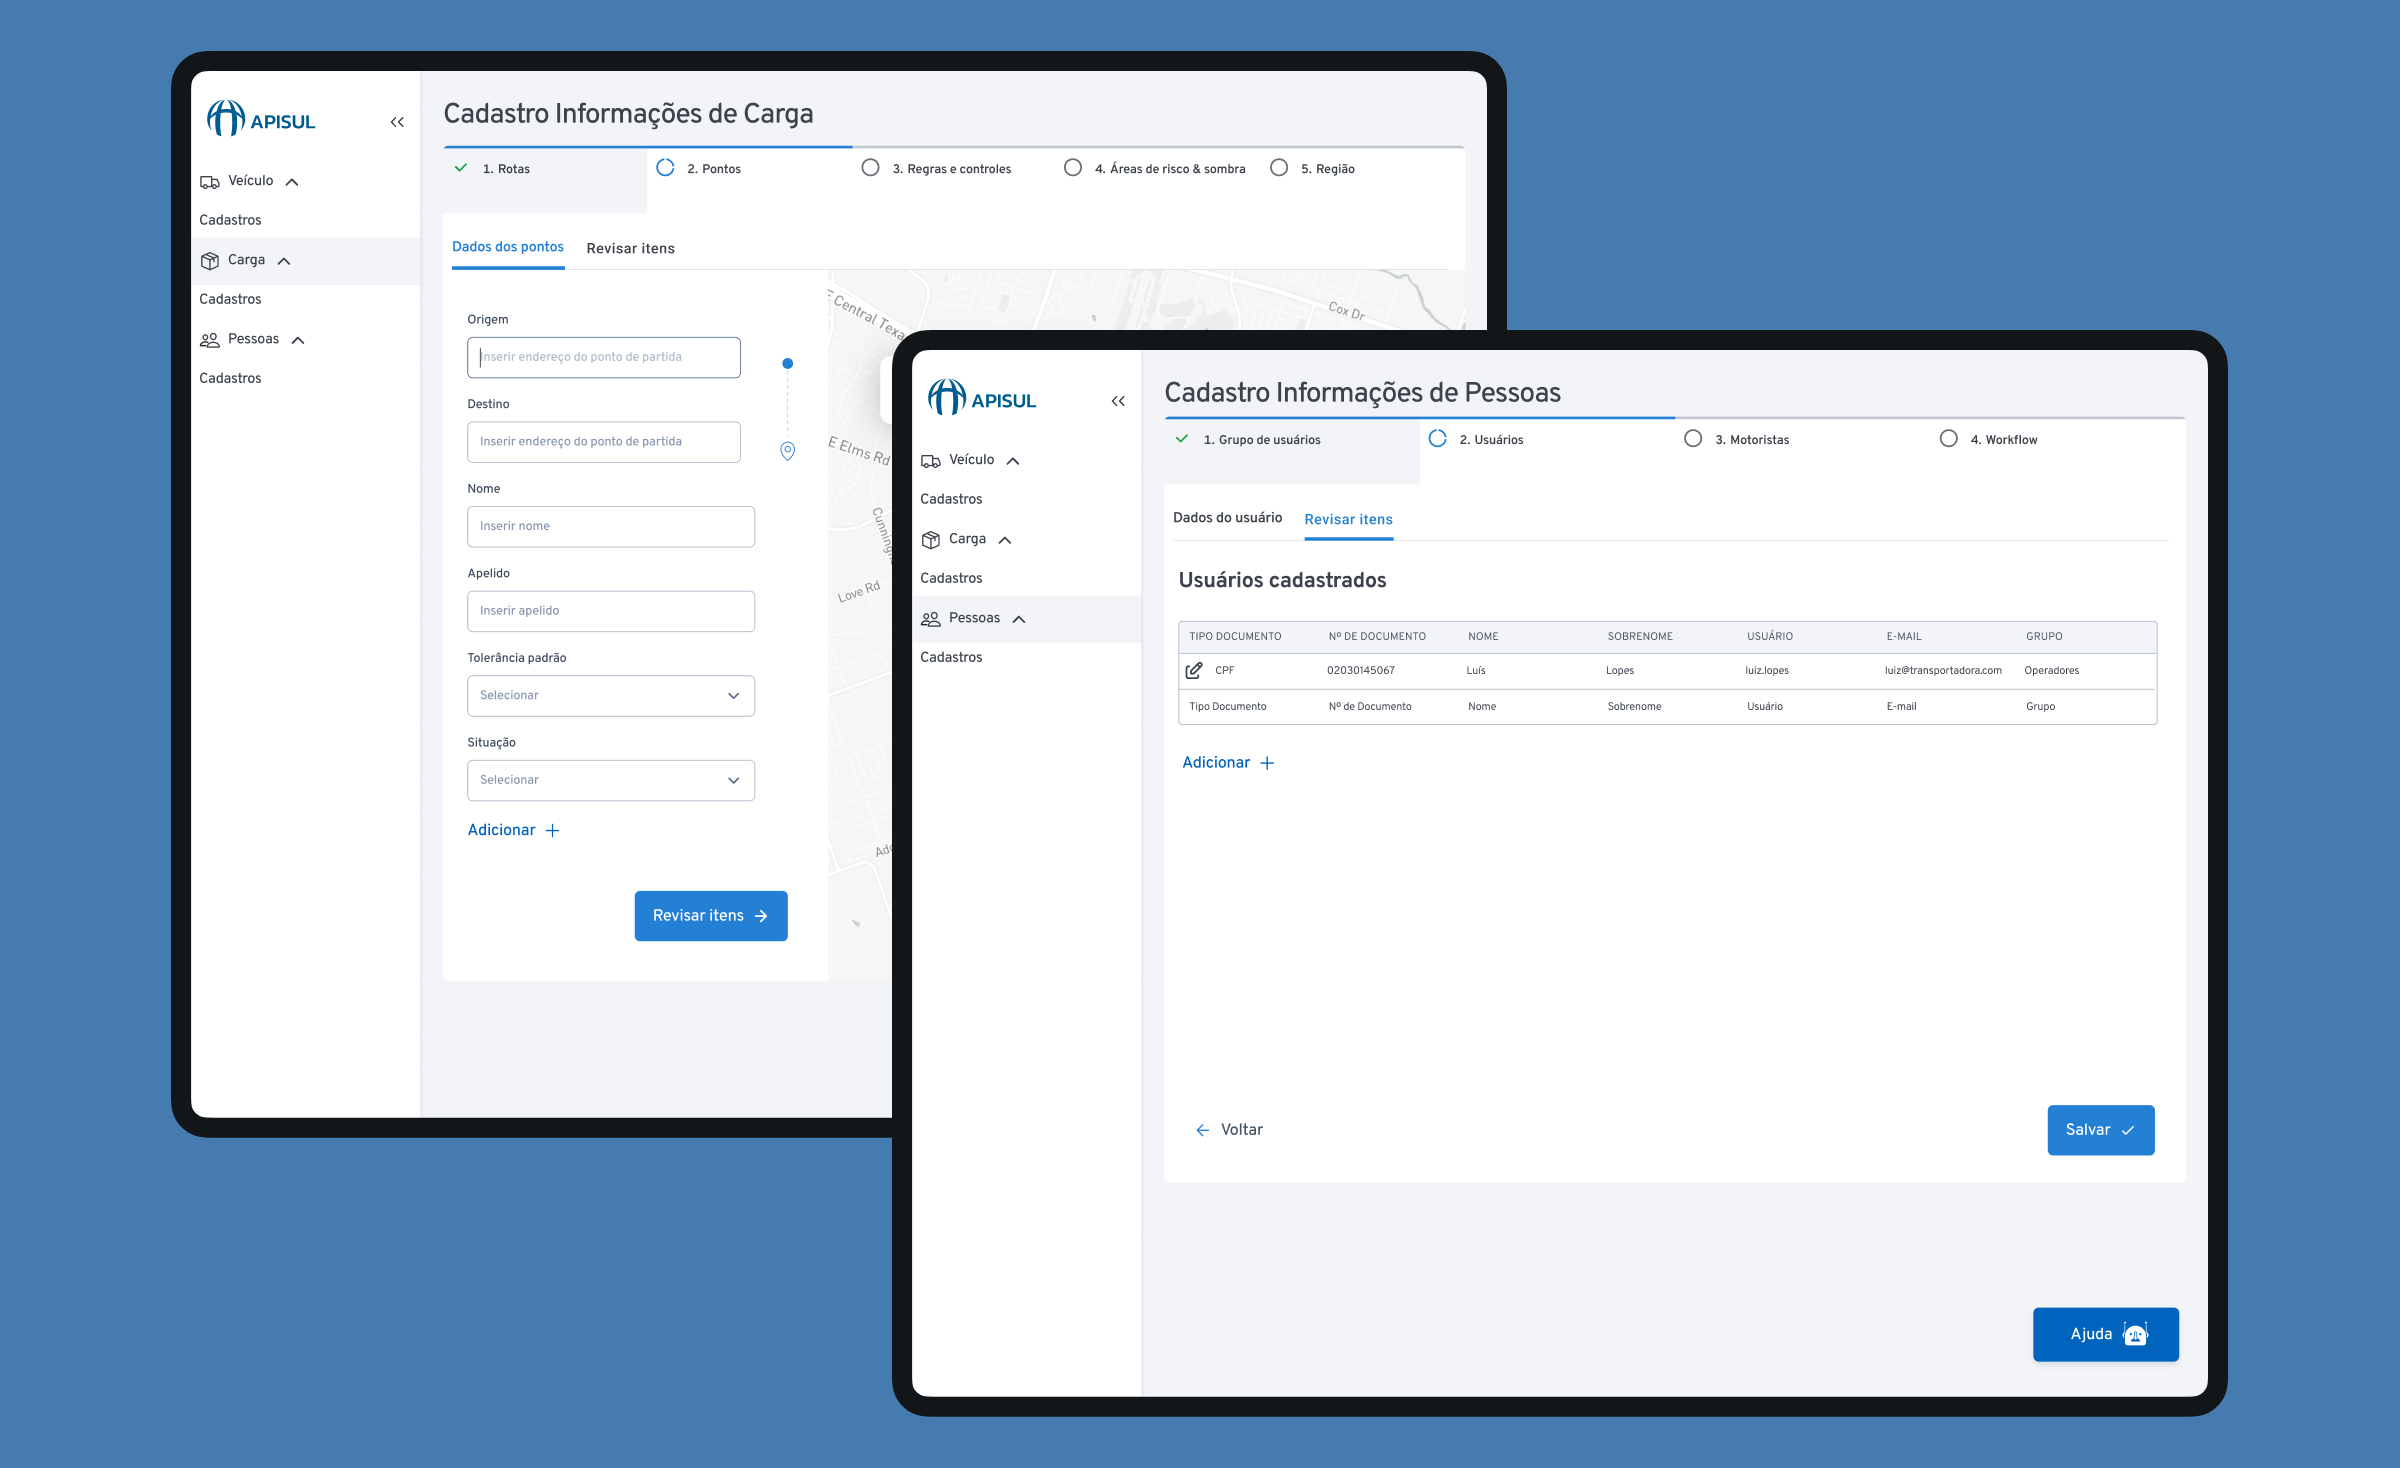 APISUL
Veículo
Cadastros
Carga
Cadastros
Pessoas
Cadastros
Cadastro Informações de Carga
1. Rotas
2. Pontos
3. Regras e controles
4. Áreas de risco & sombra
5. Região
Dados dos pontos
Revisar itens
Origem
Inserir endereço do ponto de partida
Destino
Inserir endereço do ponto de partida
Nome
Inserir nome
Apelido
Inserir apelido
Tolerância padrão
Selecionar
Situação
Selecionar
Adicionar
Revisar itens
E Central Texa
Cox Dr
E Elms Rd
Love Rd
APISUL
Veículo
Cadastros
Carga
Cadastros
Pessoas
Cadastros
Cadastro Informações de Pessoas
1. Grupo de usuários
2. Usuários
3. Motoristas
4. Workflow
Dados do usuário
Revisar itens
Usuários cadastrados
TIPO DOCUMENTO Nº DE DOCUMENTO NOME SOBRENOME USUÁRIO E-MAIL GRUPO
CPF 02030145067 Luís Lopes luiz.lopes luiz@transportadora.com Operadores
Tipo Documento Nº de Documento Nome Sobrenome Usuário E-mail Grupo
Adicionar
Voltar
Salvar
Ajuda